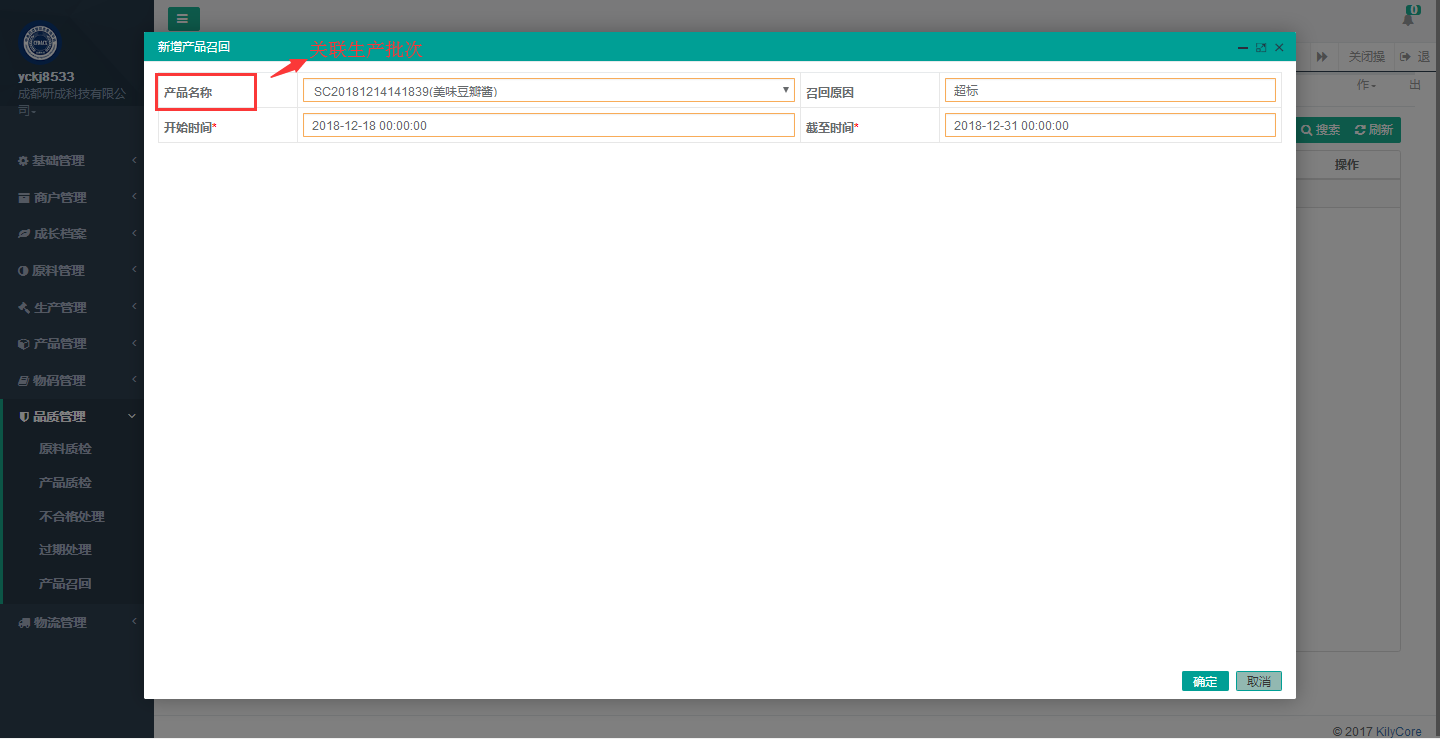 0
yckj8533
成都研成科技有限公
司
基础管理
商户管理
成长档案
原料管理
生产管理
产品管理
物码管理
品质管理
原料质检
产品质检
不合格处理
过期处理
产品召回
物流管理
关闭操
作
退
出
搜索
刷新
操作
新增产品召回
关联生产批次
产品名称
SC20181214141839(美味豆瓣酱)
召回原因
超标
开始时间*
2018-12-18 00:00:00
截至时间*
2018-12-31 00:00:00
确定
取消
© 2017 KilyCore